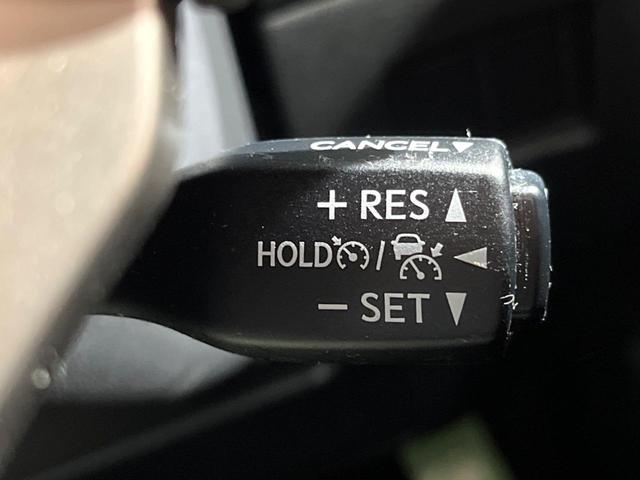 CANCEL▼
+ RES ▲
HOLD / ◀
− SET ▼